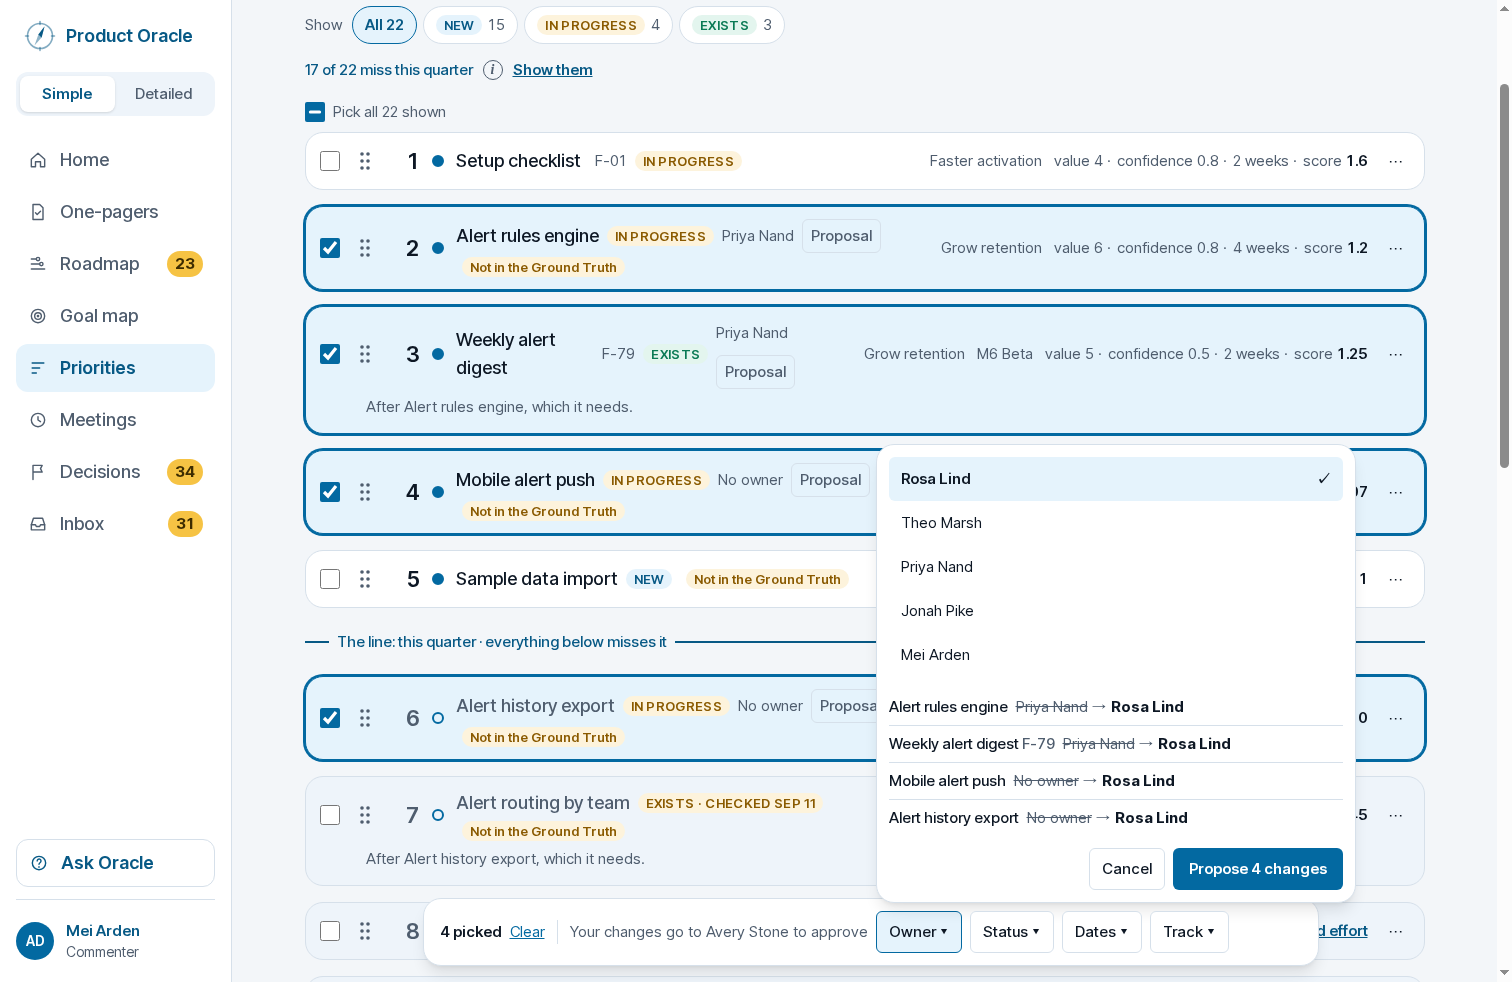 Product Oracle
Simple Detailed
Home
One-pagers
Roadmap 23
Goal map
Priorities
Meetings
Decisions 34
Inbox 31
Ask Oracle
AD Mei Arden
Commenter
Show All 22 NEW 15 IN PROGRESS 4 EXISTS 3
17 of 22 miss this quarter i Show them
Pick all 22 shown
1 Setup checklist F-01 IN PROGRESS Faster activation value 4 · confidence 0.8 · 2 weeks · score 1.6 ···
2 Alert rules engine IN PROGRESS Priya Nand Proposal Grow retention value 6 · confidence 0.8 · 4 weeks · score 1.2 ···
Not in the Ground Truth
3 Weekly alert digest F-79 EXISTS Priya Nand Proposal Grow retention M6 Beta value 5 · confidence 0.5 · 2 weeks · score 1.25 ···
After Alert rules engine, which it needs.
4 Mobile alert push IN PROGRESS No owner Proposal 07 ···
Not in the Ground Truth
5 Sample data import NEW Not in the Ground Truth 1 ···
The line: this quarter · everything below misses it
6 Alert history export IN PROGRESS No owner 0 ···
Not in the Ground Truth
7 Alert routing by team EXISTS · CHECKED SEP 11 ···
Not in the Ground Truth
After Alert history export, which it needs.
8 effort ···
Rosa Lind ✓
Theo Marsh
Priya Nand
Jonah Pike
Mei Arden
Alert rules engine Priya Nand → Rosa Lind
Weekly alert digest F-79 Priya Nand → Rosa Lind
Mobile alert push No owner → Rosa Lind
Alert history export No owner → Rosa Lind
Cancel Propose 4 changes
4 picked Clear Your changes go to Avery Stone to approve Owner ▾ Status ▾ Dates ▾ Track ▾